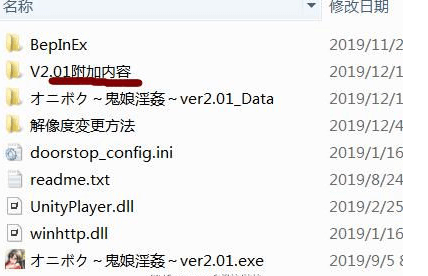 名称 修改日期
BepInEx 2019/11/2
V2.01附加内容 2019/12/1
オニボク～鬼娘淫姦～ver2.01_Data 2019/12/1
解像度变更方法 2019/12/4
doorstop_config.ini 2019/1/16
readme.txt 2019/8/24
UnityPlayer.dll 2019/2/26
winhttp.dll 2019/1/16
オニボク～鬼娘淫姦～ver2.01.exe 2019/9/5 8